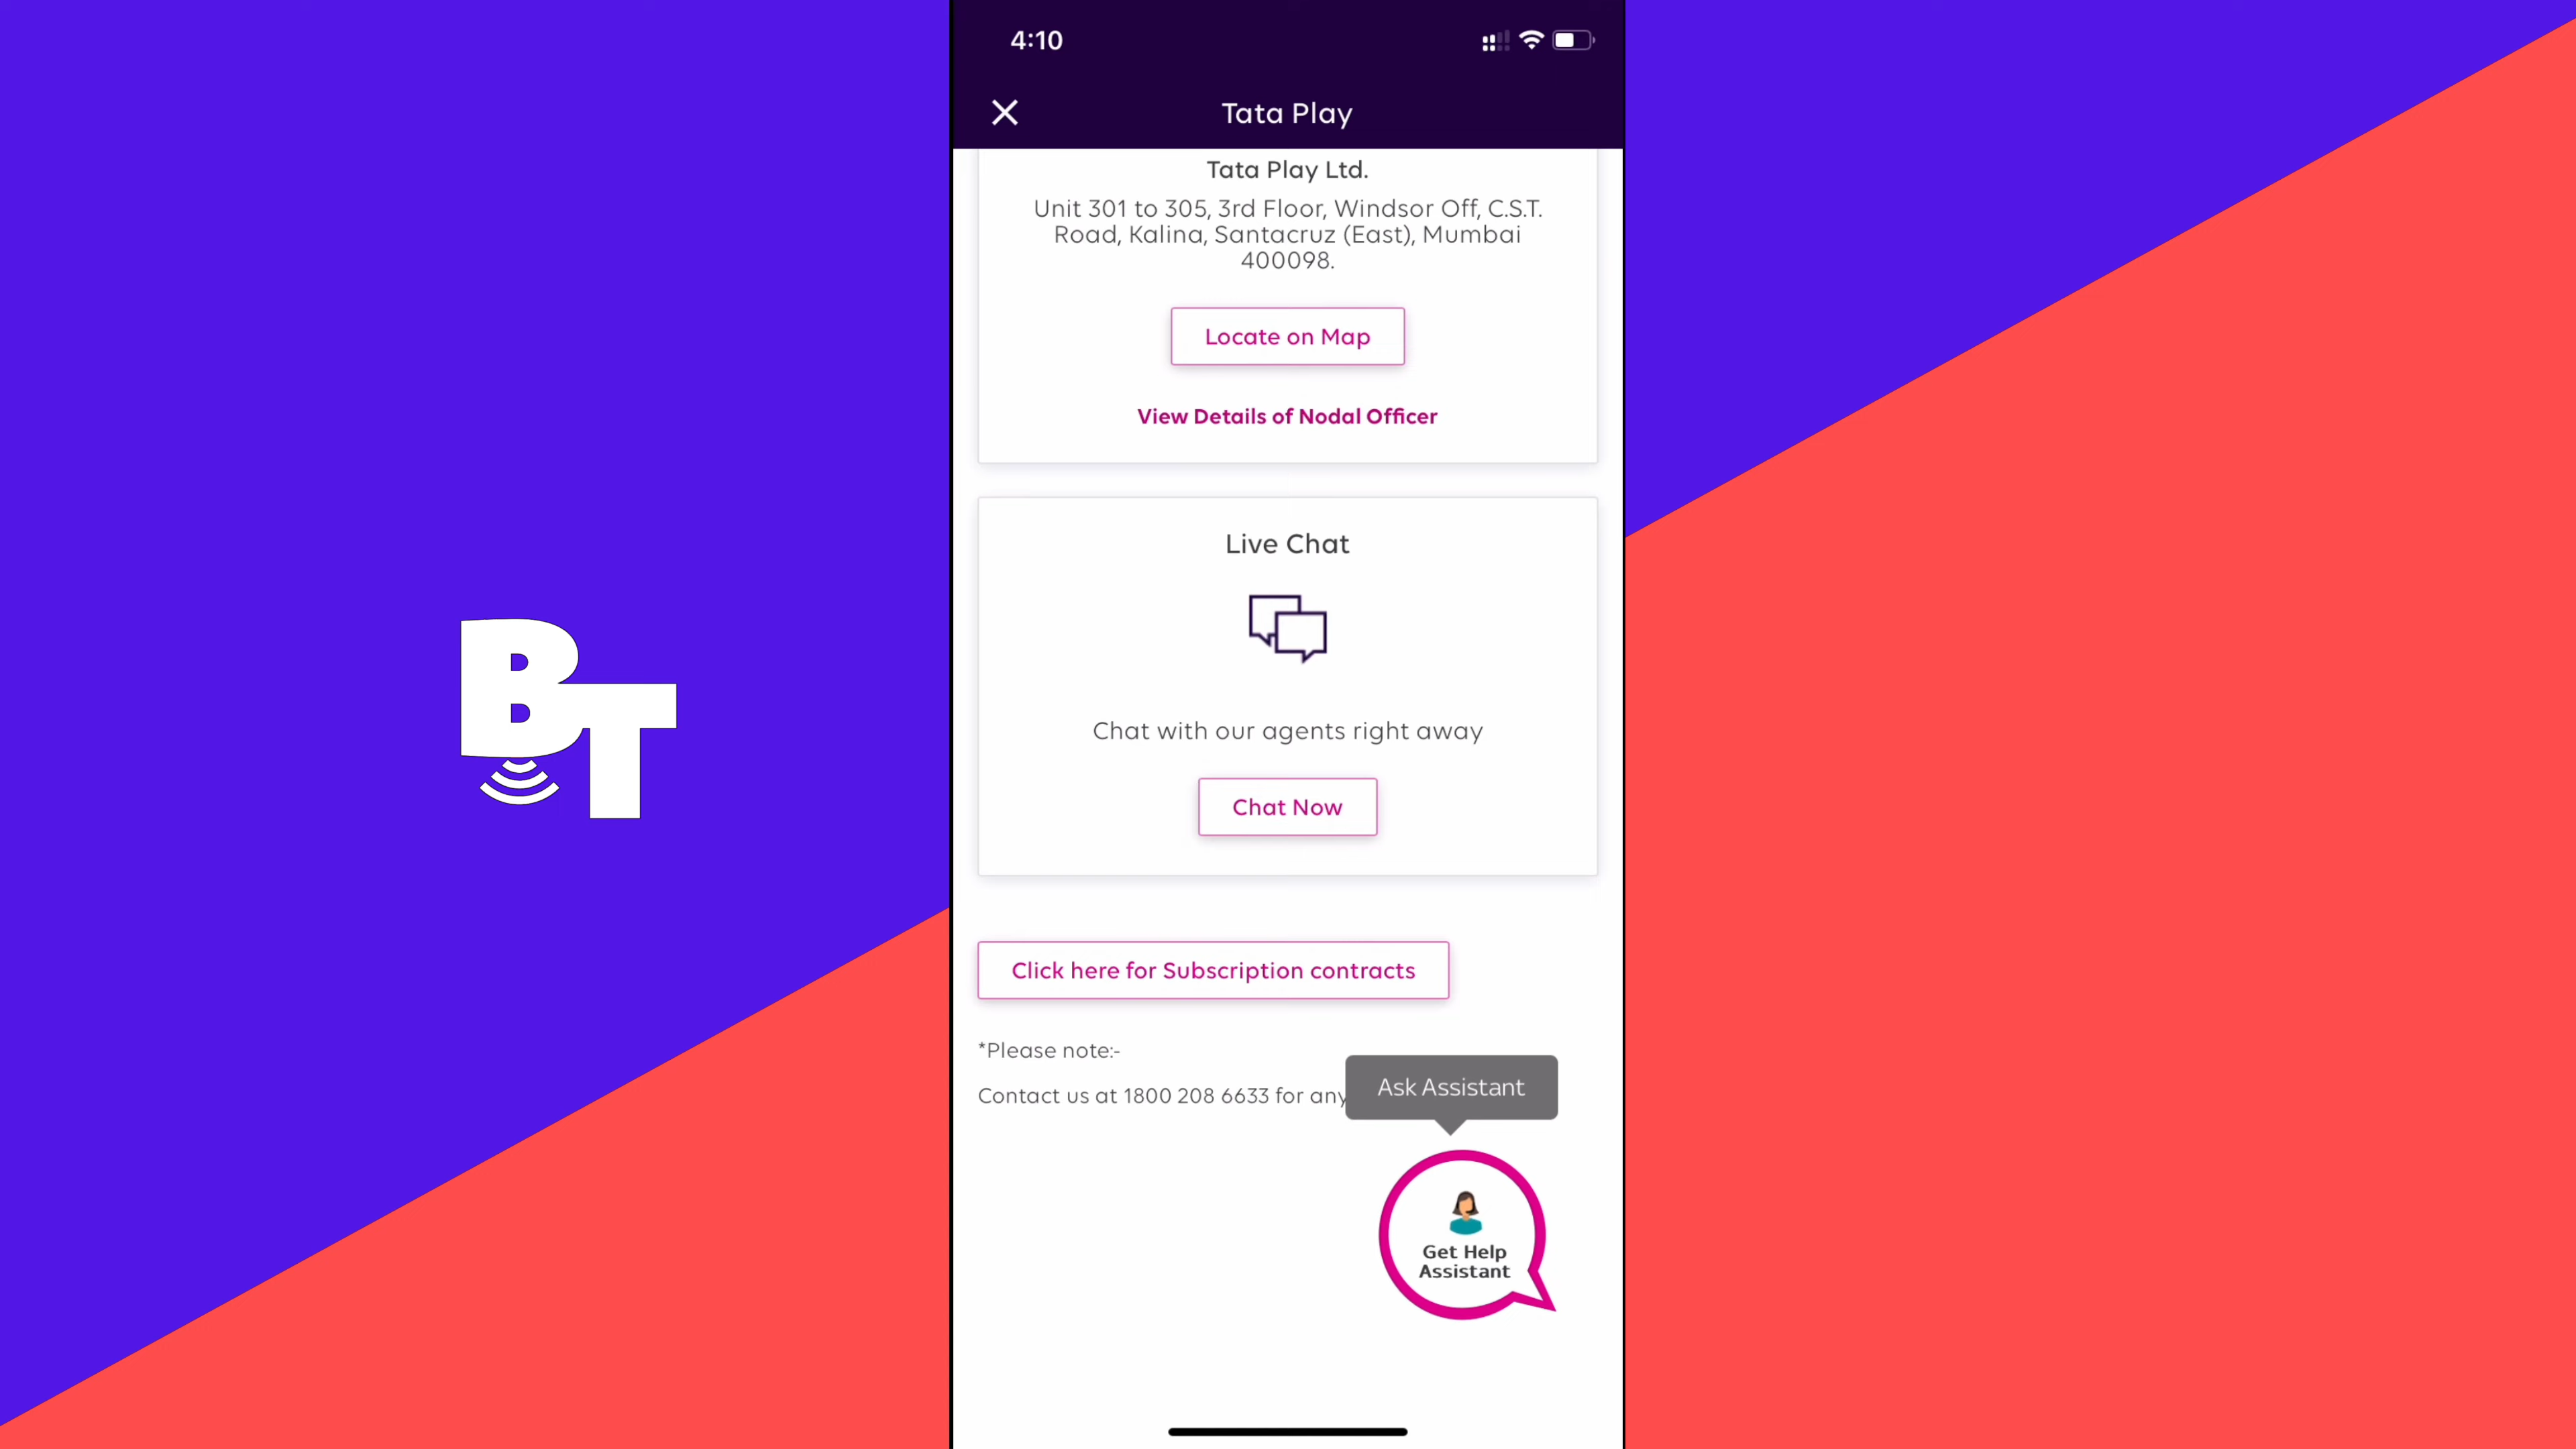 4:10
Tata Play
Tata Play Ltd.
Unit 301 to 305, 3rd Floor, Windsor Off, C.S.T.
Road, Kalina, Santacruz (East), Mumbai
400098.
Locate on Map
View Details of Nodal Officer
Live Chat
BT
Chat with our agents right away
Chat Now
Click here for Subscription contracts
*Please note:-
Contact us at 1800 208 6633 for any
Ask Assistant
Get Help
Assistant